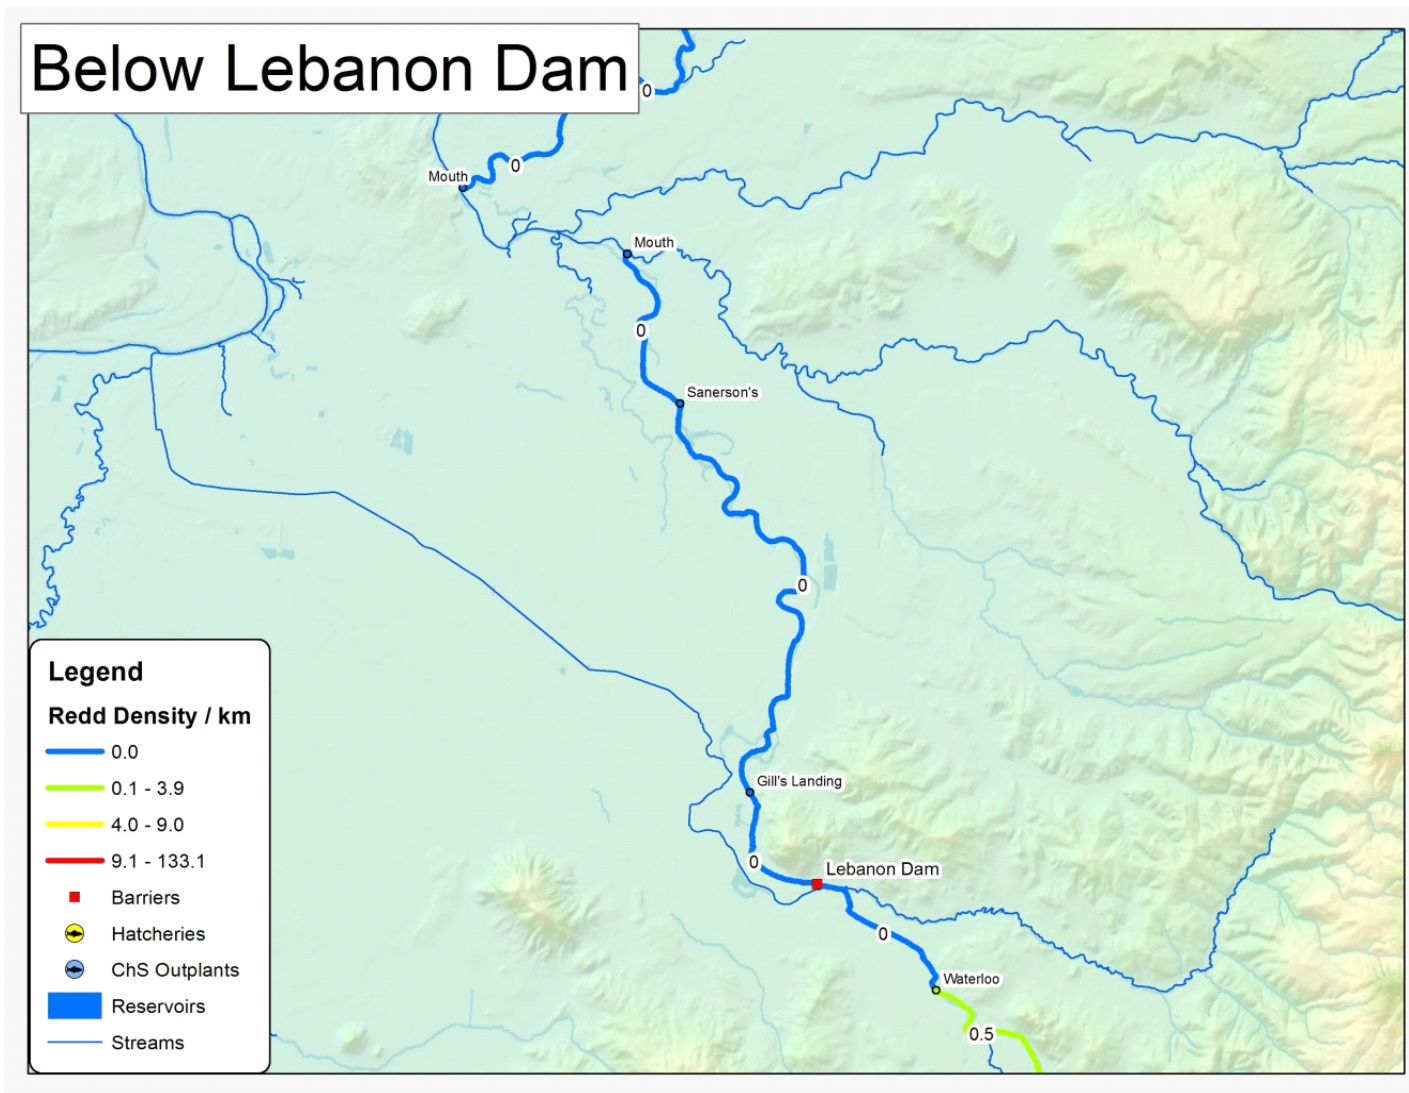 Below Lebanon Dam
0
0
Mouth
Mouth
0
Sanerson's
0
Gill's Landing
0
Lebanon Dam
0
Waterloo
0.5
Legend
Redd Density / km
0.0
0.1 - 3.9
4.0 - 9.0
9.1 - 133.1
Barriers
Hatcheries
ChS Outplants
Reservoirs
Streams